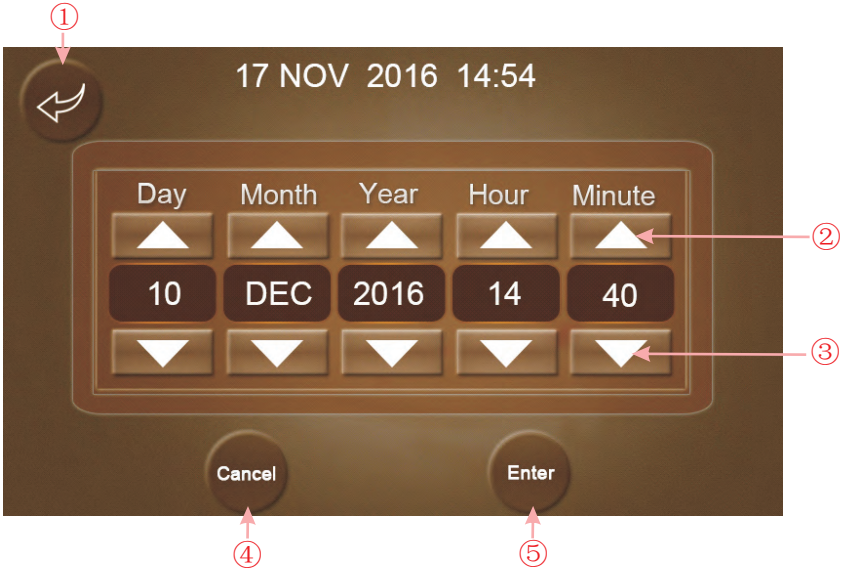 ①
17 NOV 2016 14:54
Day Month Year Hour Minute
②
10 DEC 2016 14 40
③
Cancel Enter
④ ⑤